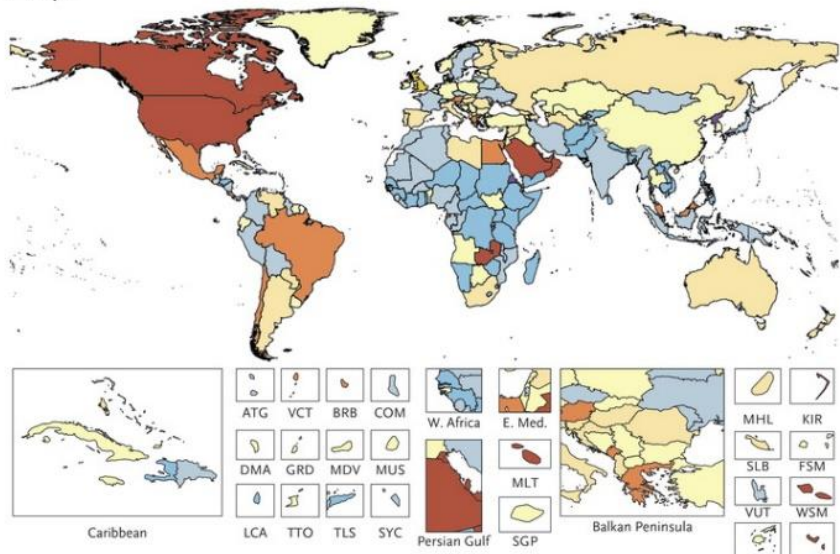 ATG VCT BRB COM
W. Africa E. Med.
MHL KIR
DMA GRD MDV MUS
MLT
SLB FSM
LCA TTO TLS SYC
VUT WSM
Caribbean
Persian Gulf SGP
Balkan Peninsula